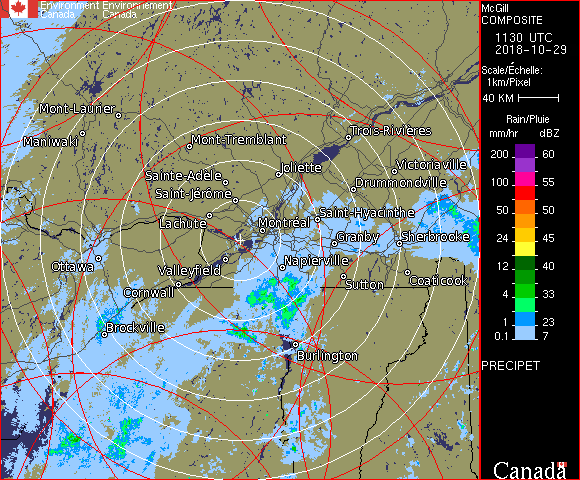 Environment Environnement
Canada Canada
McGill
COMPOSITE
1130 UTC
2018-10-29
Scale/Échelle:
1km/Pixel
40 KM
Rain/Pluie
mm/hr dBZ
200 60
100 55
50 50
24 45
12 40
4 33
1 23
0.1 7
PRECIPET
Canada
Mont-Laurier
Maniwaki
Mont-Tremblant
Trois-Rivières
Joliette
Victoriaville
Sainte-Adèle
Drummondville
Saint-Jérôme
Saint-Hyacinthe
Lachute
Montréal
Granby
Sherbrooke
Ottawa
Valleyfield
Napierville
Sutton
Coaticook
Cornwall
Brockville
Burlington